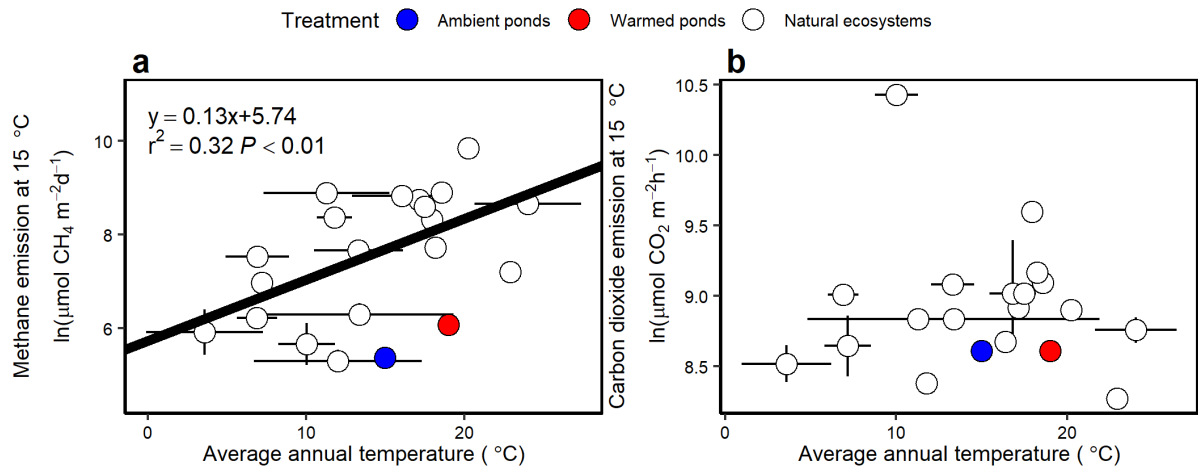 Treatment Ambient ponds Warmed ponds Natural ecosystems
a
Methane emission at 15 °C
ln(μmol CH₄ m⁻²d⁻¹)
y = 0.13x+5.74
r² = 0.32 P < 0.01
10
8
6
0 10 20
Average annual temperature ( °C)
b
Carbon dioxide emission at 15 °C
ln(μmol CO₂ m⁻²h⁻¹)
10.5
10.0
9.5
9.0
8.5
0 10 20
Average annual temperature ( °C)